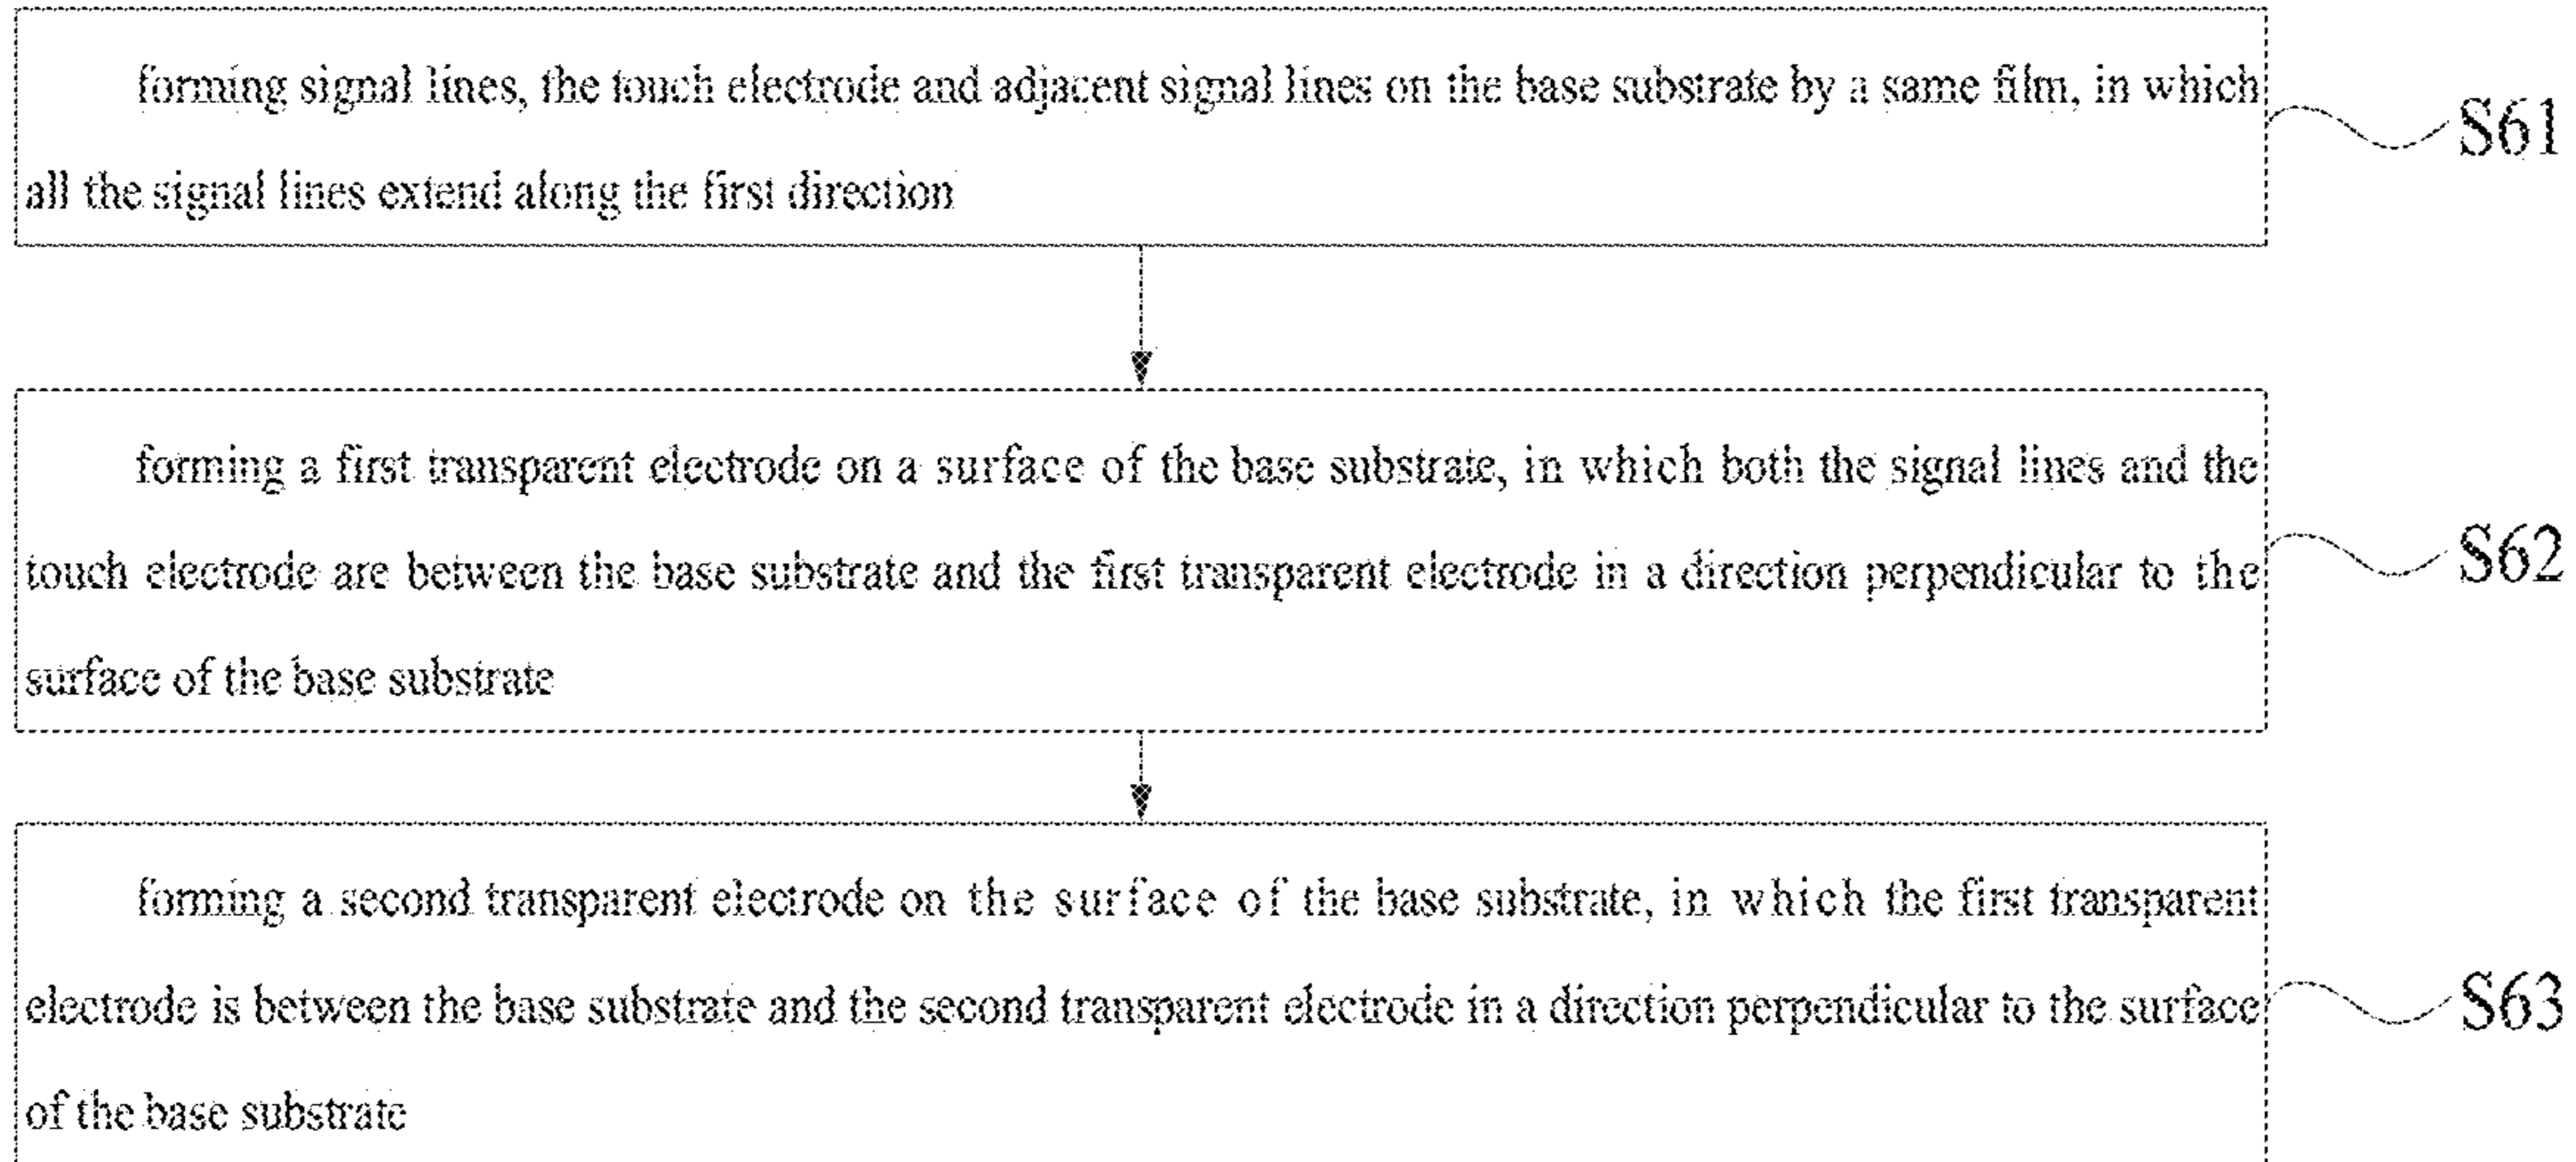 forming signal lines, the touch electrode and adjacent signal lines on the base substrate by a same film, in which
all the signal lines extend along the first direction
S61
forming a first transparent electrode on a surface of the base substrate, in which both the signal lines and the
touch electrode are between the base substrate and the first transparent electrode in a direction perpendicular to the
surface of the base substrate
S62
forming a second transparent electrode on the surface of the base substrate, in which the first transparent
electrode is between the base substrate and the second transparent electrode in a direction perpendicular to the surface
of the base substrate
S63